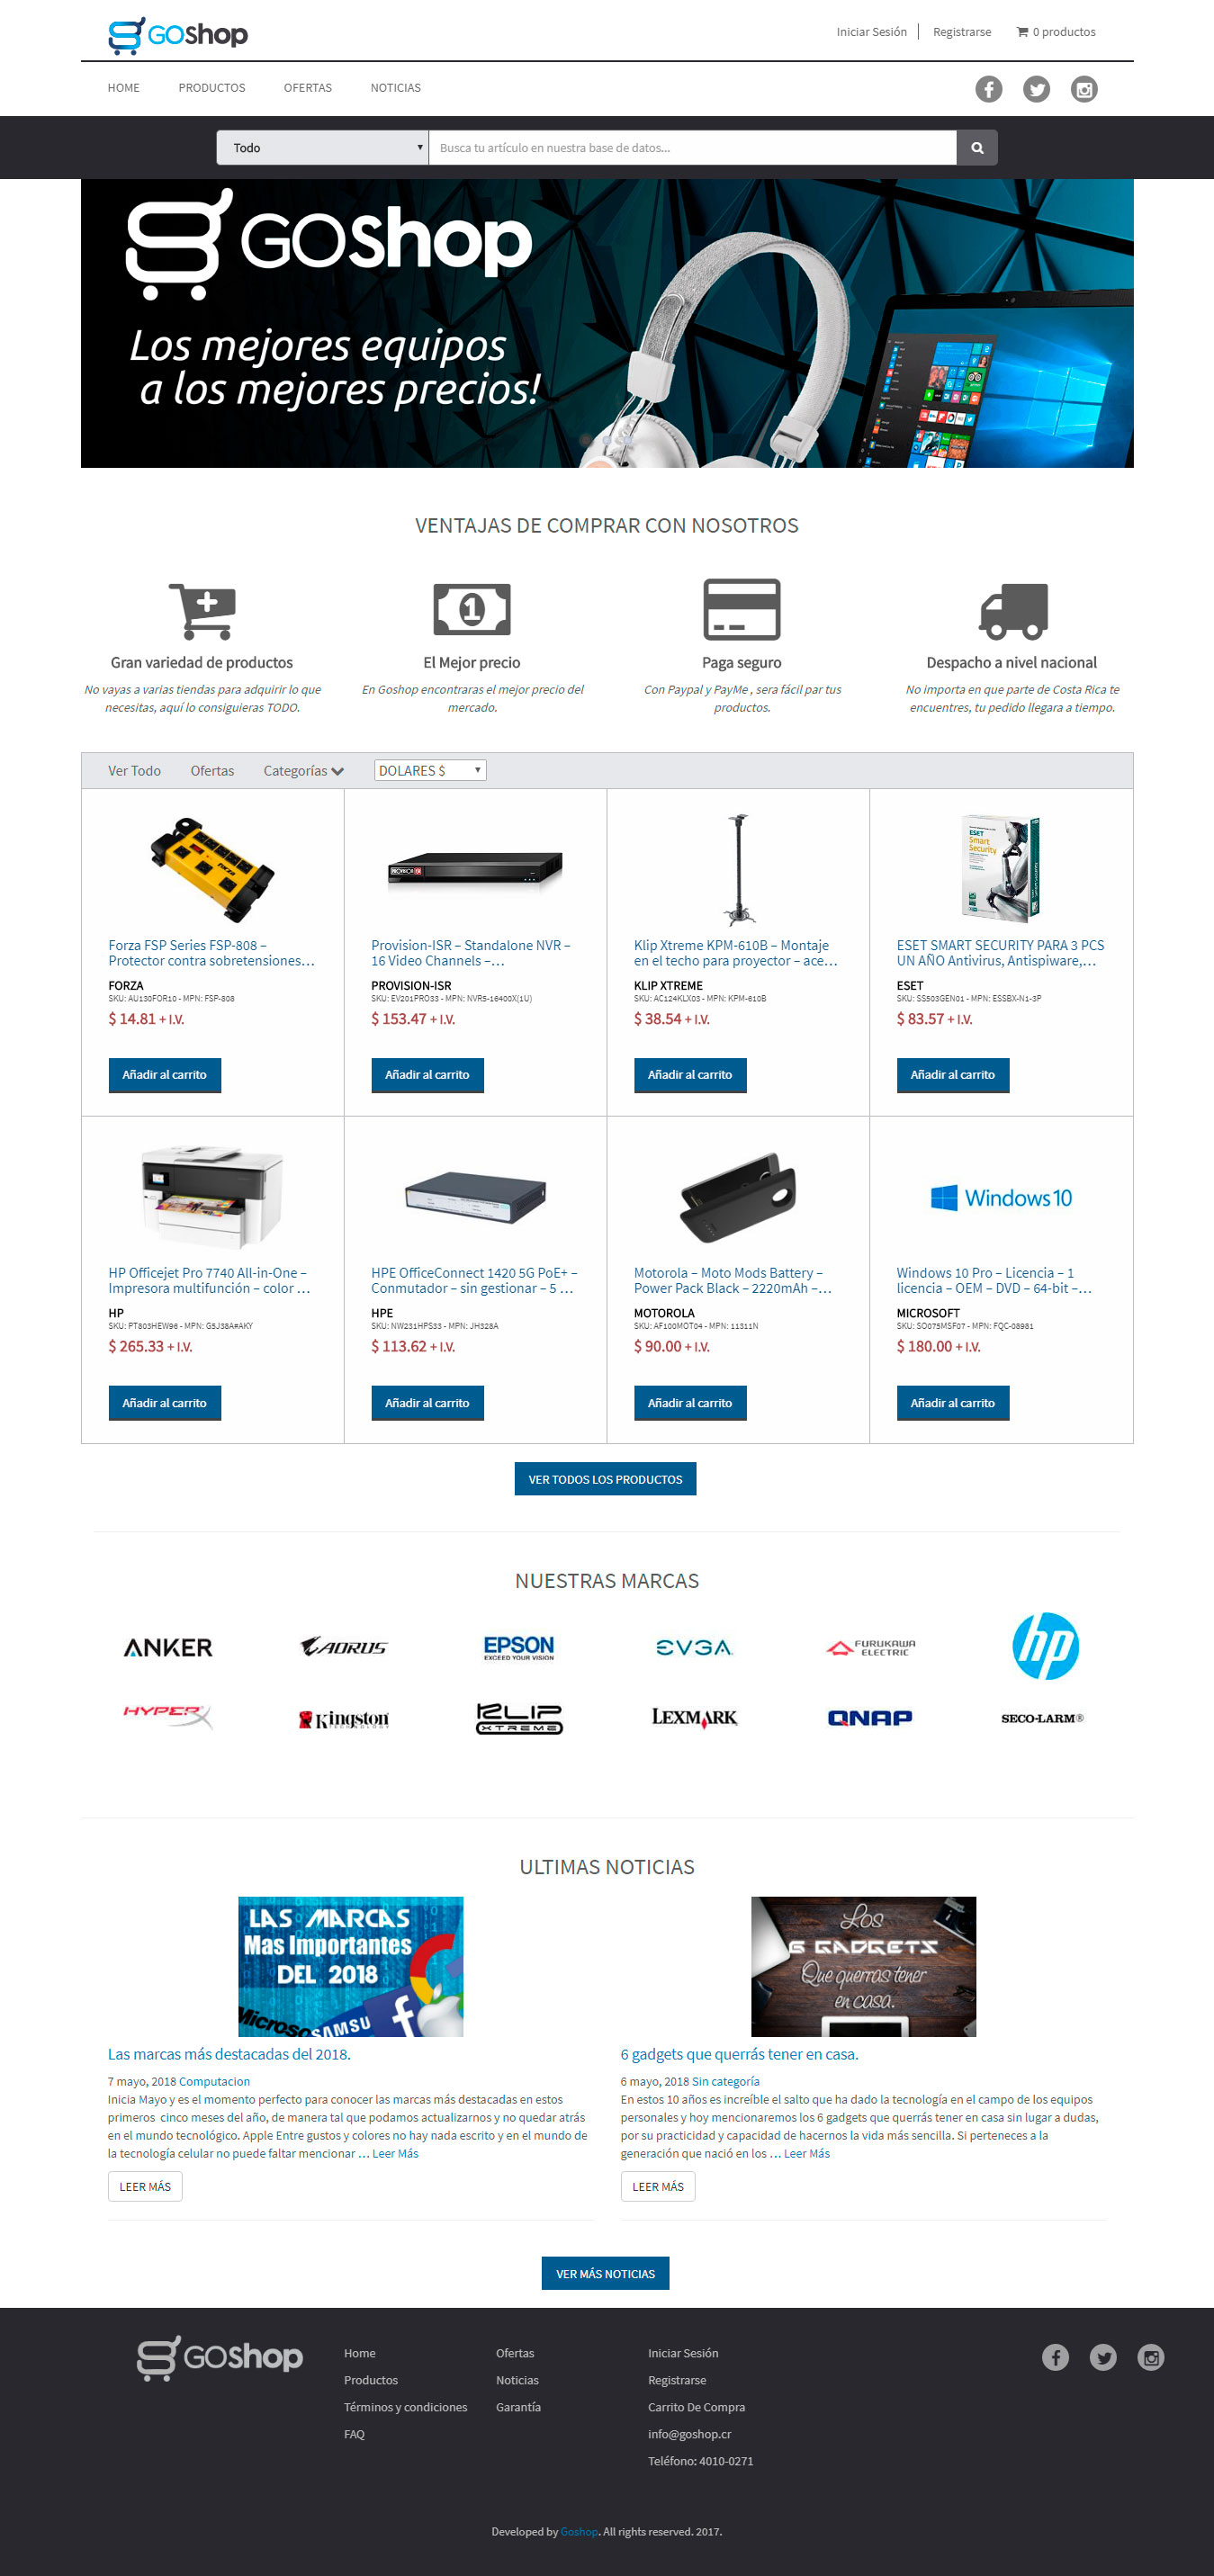 GOshop
Iniciar Sesión
Registrarse
0 productos
HOME
PRODUCTOS
OFERTAS
NOTICIAS
Todo
Busca tu artículo en nuestra base de datos...
GOshop
Los mejores equipos
a los mejores precios!
VENTAJAS DE COMPRAR CON NOSOTROS
1
Gran variedad de productos
No vayas a varias tiendas para adquirir lo que
necesitas, aquí lo consiguieras TODO.
El Mejor precio
En Goshop encontraras el mejor precio del
mercado.
Paga seguro
Con Paypal y PayMe , sera fácil par tus
productos.
Despacho a nivel nacional
No importa en que parte de Costa Rica te
encuentres, tu pedido llegara a tiempo.
Ver Todo
Ofertas
Categorías
DOLARES $
FORZA
PROVISION ISR
ESET
Smart
Security
Forza FSP Series FSP-808 –
Protector contra sobretensiones…
FORZA
SKU: AU130FOR10 - MPN: FSP-808
$ 14.81 + I.V.
Añadir al carrito
Provision-ISR – Standalone NVR –
16 Video Channels –…
PROVISION-ISR
SKU: EV201PRO33 - MPN: NVR5-16400X(1U)
$ 153.47 + I.V.
Añadir al carrito
Klip Xtreme KPM-610B – Montaje
en el techo para proyector – ace…
KLIP XTREME
SKU: AC124KLX03 - MPN: KPM-610B
$ 38.54 + I.V.
Añadir al carrito
ESET SMART SECURITY PARA 3 PCS
UN AÑO Antivirus, Antispiware,…
ESET
SKU: SS503GEN01 - MPN: ESSBX-N1-3P
$ 83.57 + I.V.
Añadir al carrito
Windows 10
HP Officejet Pro 7740 All-in-One –
Impresora multifunción – color …
HP
SKU: PT803HEW96 - MPN: G5J38A#AKY
$ 265.33 + I.V.
Añadir al carrito
HPE OfficeConnect 1420 5G PoE+ –
Conmutador – sin gestionar – 5 …
HPE
SKU: NW231HPS33 - MPN: JH328A
$ 113.62 + I.V.
Añadir al carrito
Motorola – Moto Mods Battery –
Power Pack Black – 2220mAh –…
MOTOROLA
SKU: AF100MOT04 - MPN: 11311N
$ 90.00 + I.V.
Añadir al carrito
Windows 10 Pro – Licencia – 1
licencia – OEM – DVD – 64-bit –…
MICROSOFT
SKU: SO075MSF07 - MPN: FQC-08981
$ 180.00 + I.V.
Añadir al carrito
VER TODOS LOS PRODUCTOS
NUESTRAS MARCAS
ANKER
AORUS
EPSON
EXCEED YOUR VISION
EVGA
FURUKAWA
ELECTRIC
hp
HYPERX
Kingston
TECHNOLOGY
KLIP
XTREME
LEXMARK
QNAP
SECO-LARM®
ULTIMAS NOTICIAS
LAS MARCAS
Mas Importantes
DEL 2018
Microso
SAMSU
Las marcas más destacadas del 2018.
7 mayo, 2018 Computacion
Inicia Mayo y es el momento perfecto para conocer las marcas más destacadas en estos
primeros cinco meses del año, de manera tal que podamos actualizarnos y no quedar atrás
en el mundo tecnológico. Apple Entre gustos y colores no hay nada escrito y en el mundo de
la tecnología celular no puede faltar mencionar … Leer Más
LEER MÁS
Los
6 GADGETS
Que querras tener
en casa.
6 gadgets que querrás tener en casa.
6 mayo, 2018 Sin categoría
En estos 10 años es increíble el salto que ha dado la tecnología en el campo de los equipos
personales y hoy mencionaremos los 6 gadgets que querrás tener en casa sin lugar a dudas,
por su practicidad y capacidad de hacernos la vida más sencilla. Si perteneces a la
generación que nació en los … Leer Más
LEER MÁS
VER MÁS NOTICIAS
GOshop
Home
Productos
Términos y condiciones
FAQ
Ofertas
Noticias
Garantía
Iniciar Sesión
Registrarse
Carrito De Compra
info@goshop.cr
Teléfono: 4010-0271
Developed by Goshop. All rights reserved. 2017.